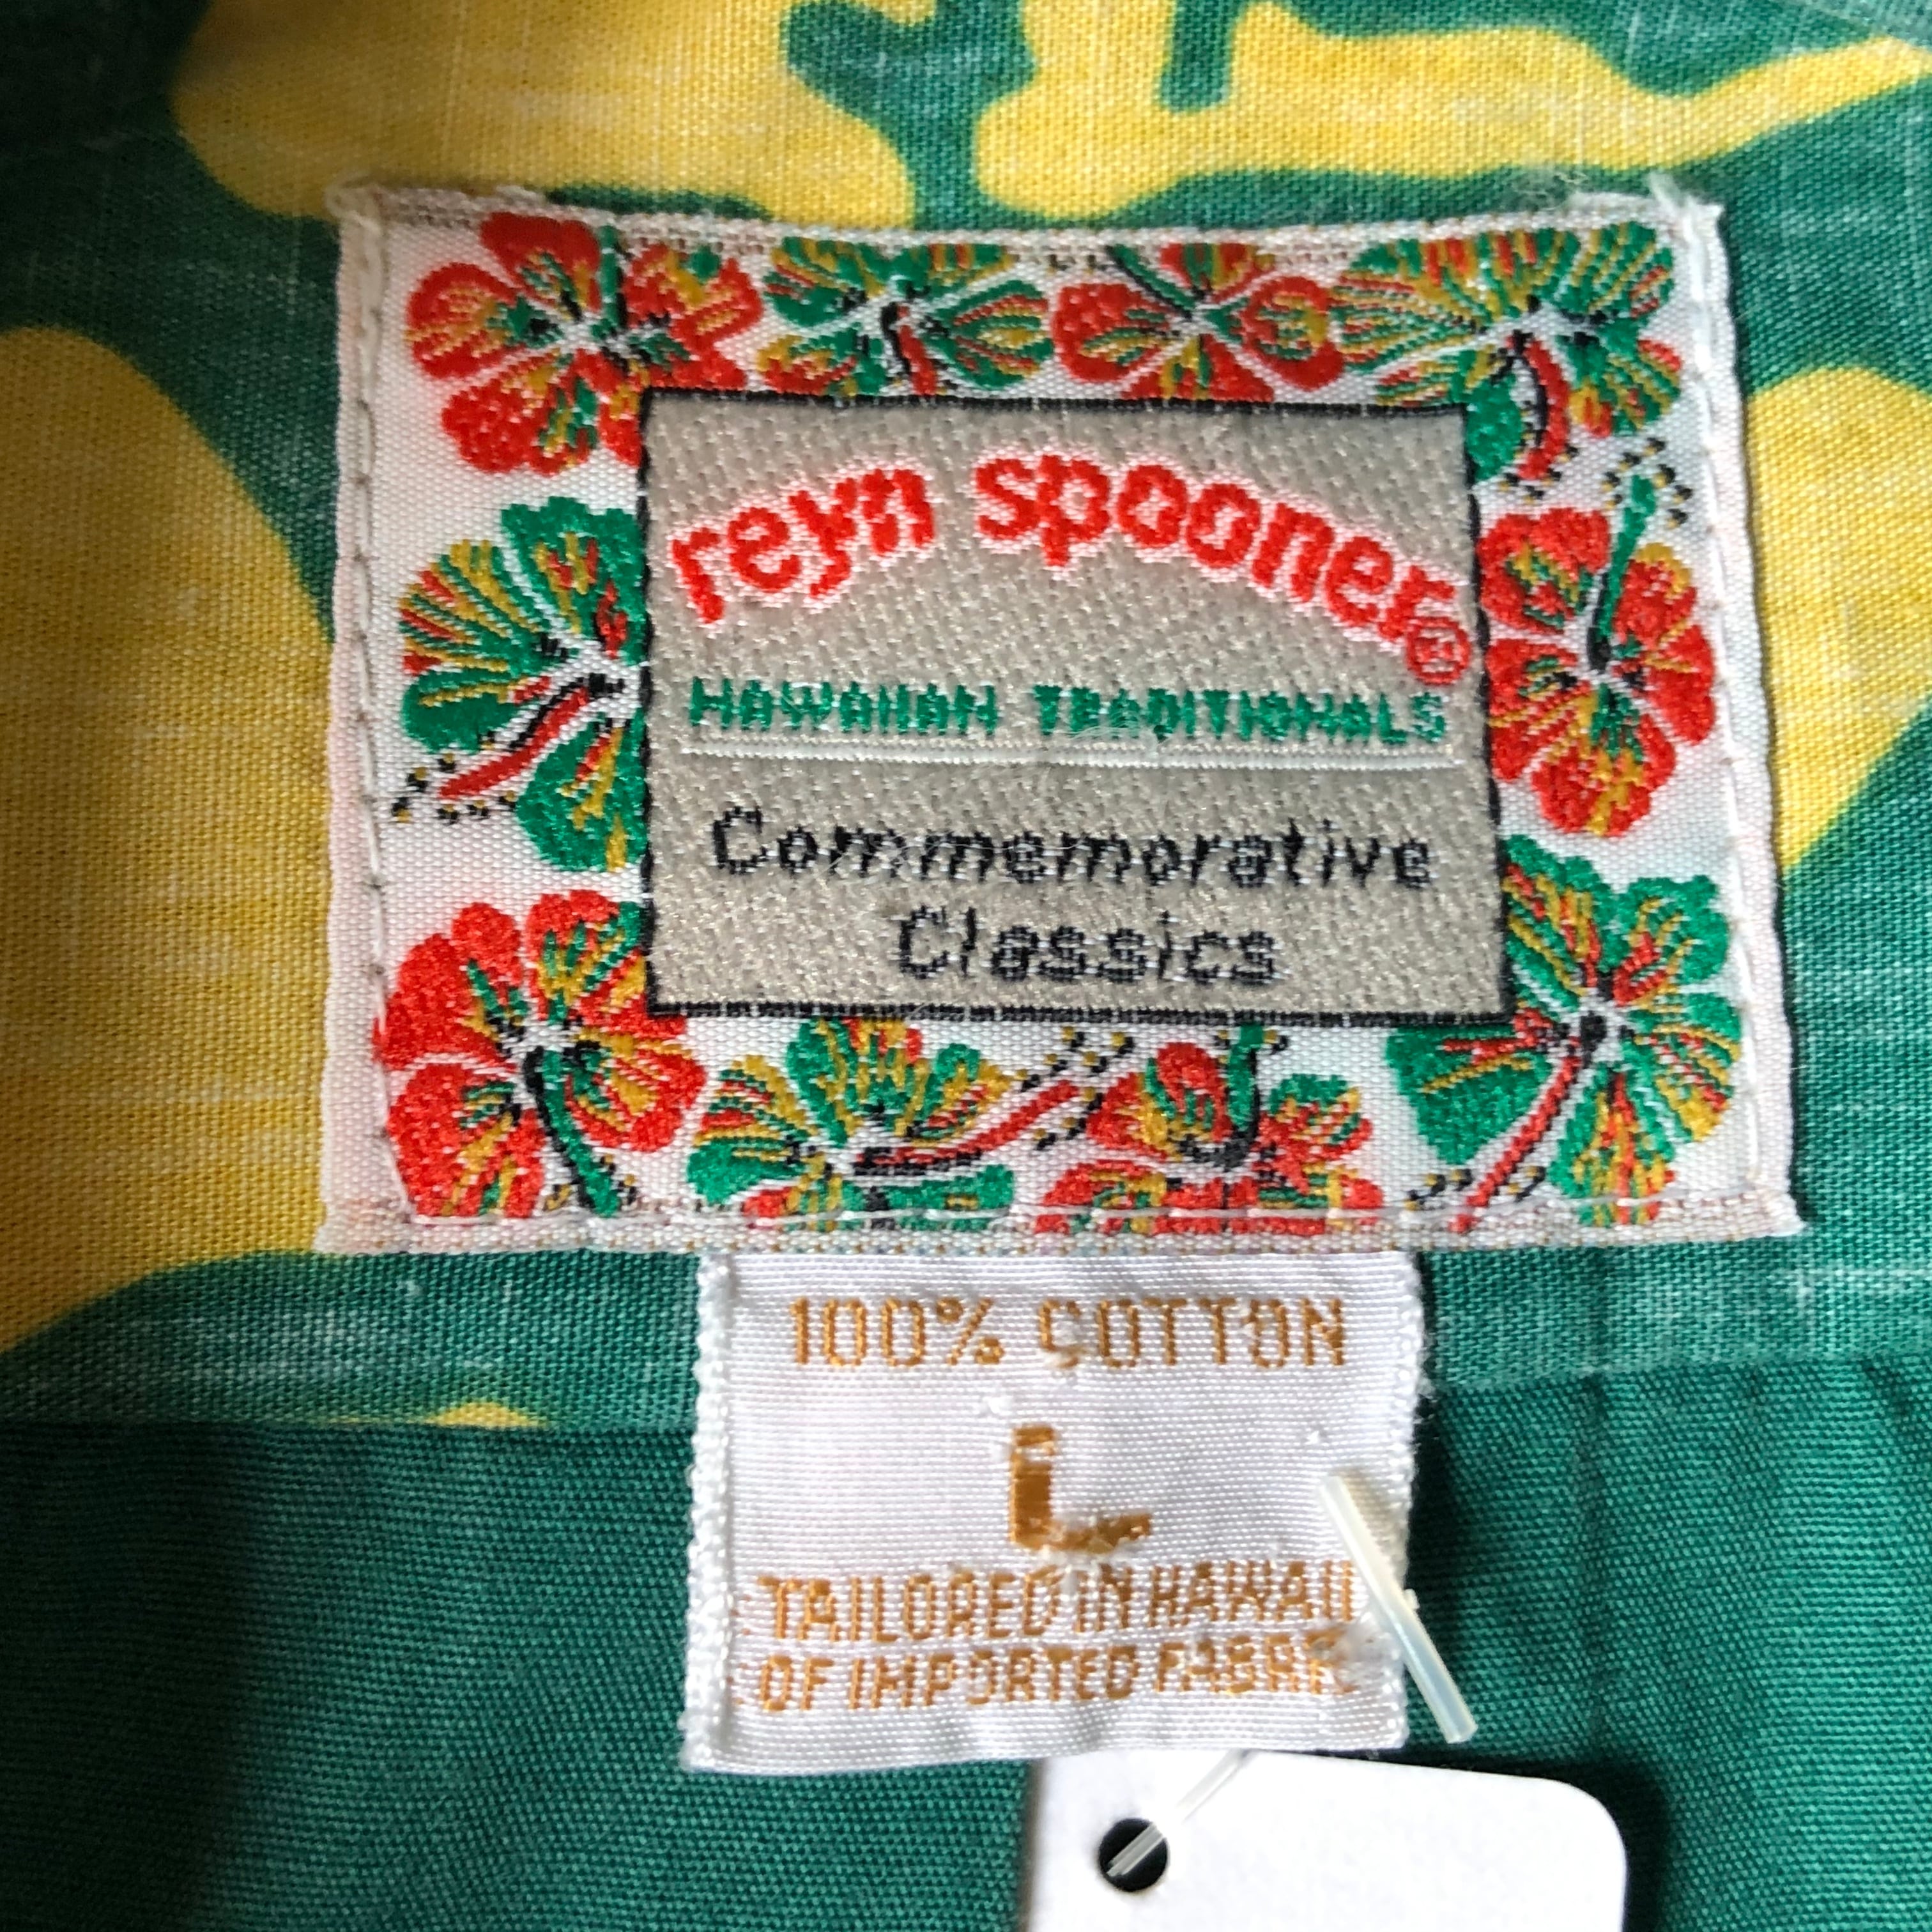 reyn spooner®
HAWAIIAN TRADITIONALS
Commemorative
Classics
100% COTTON
L
TAILORED IN HAWAII
OF IMPORTED FABRIC